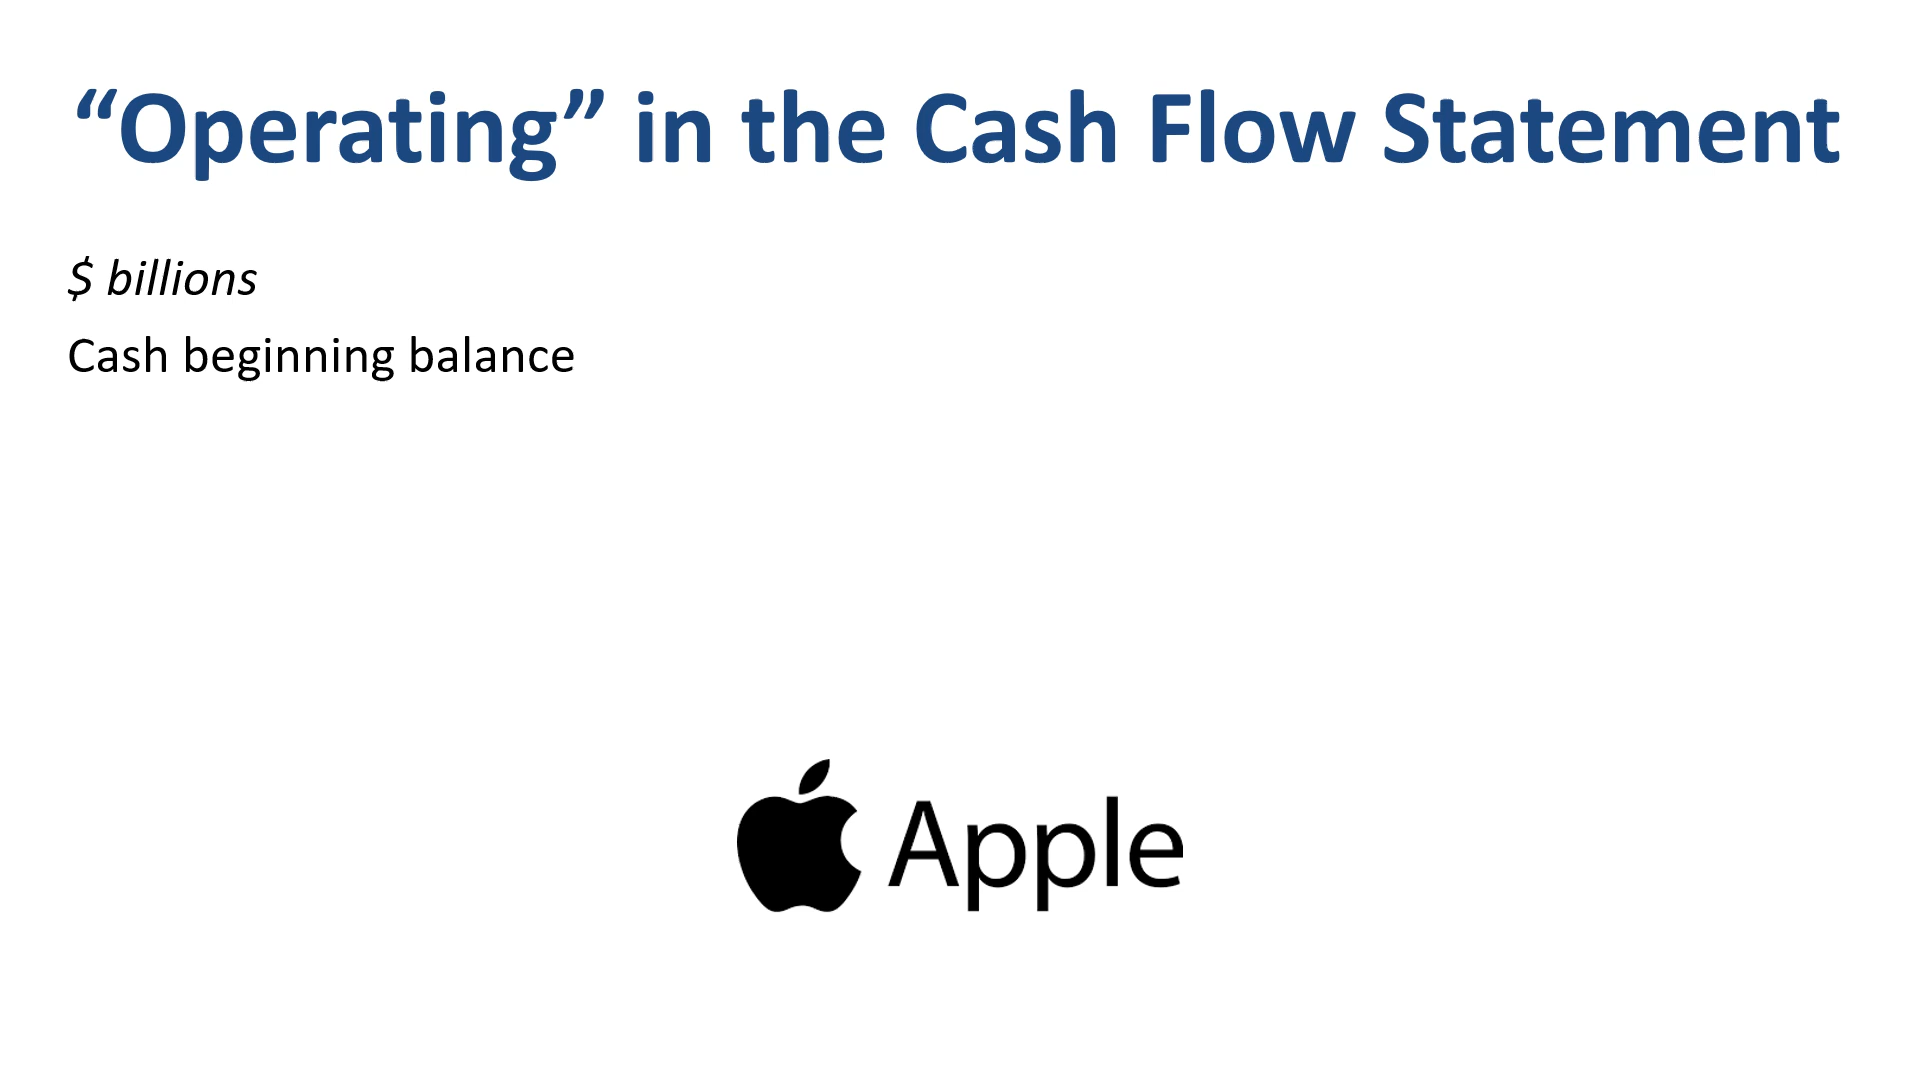 “Operating” in the Cash Flow Statement
$ billions
Cash beginning balance
Apple